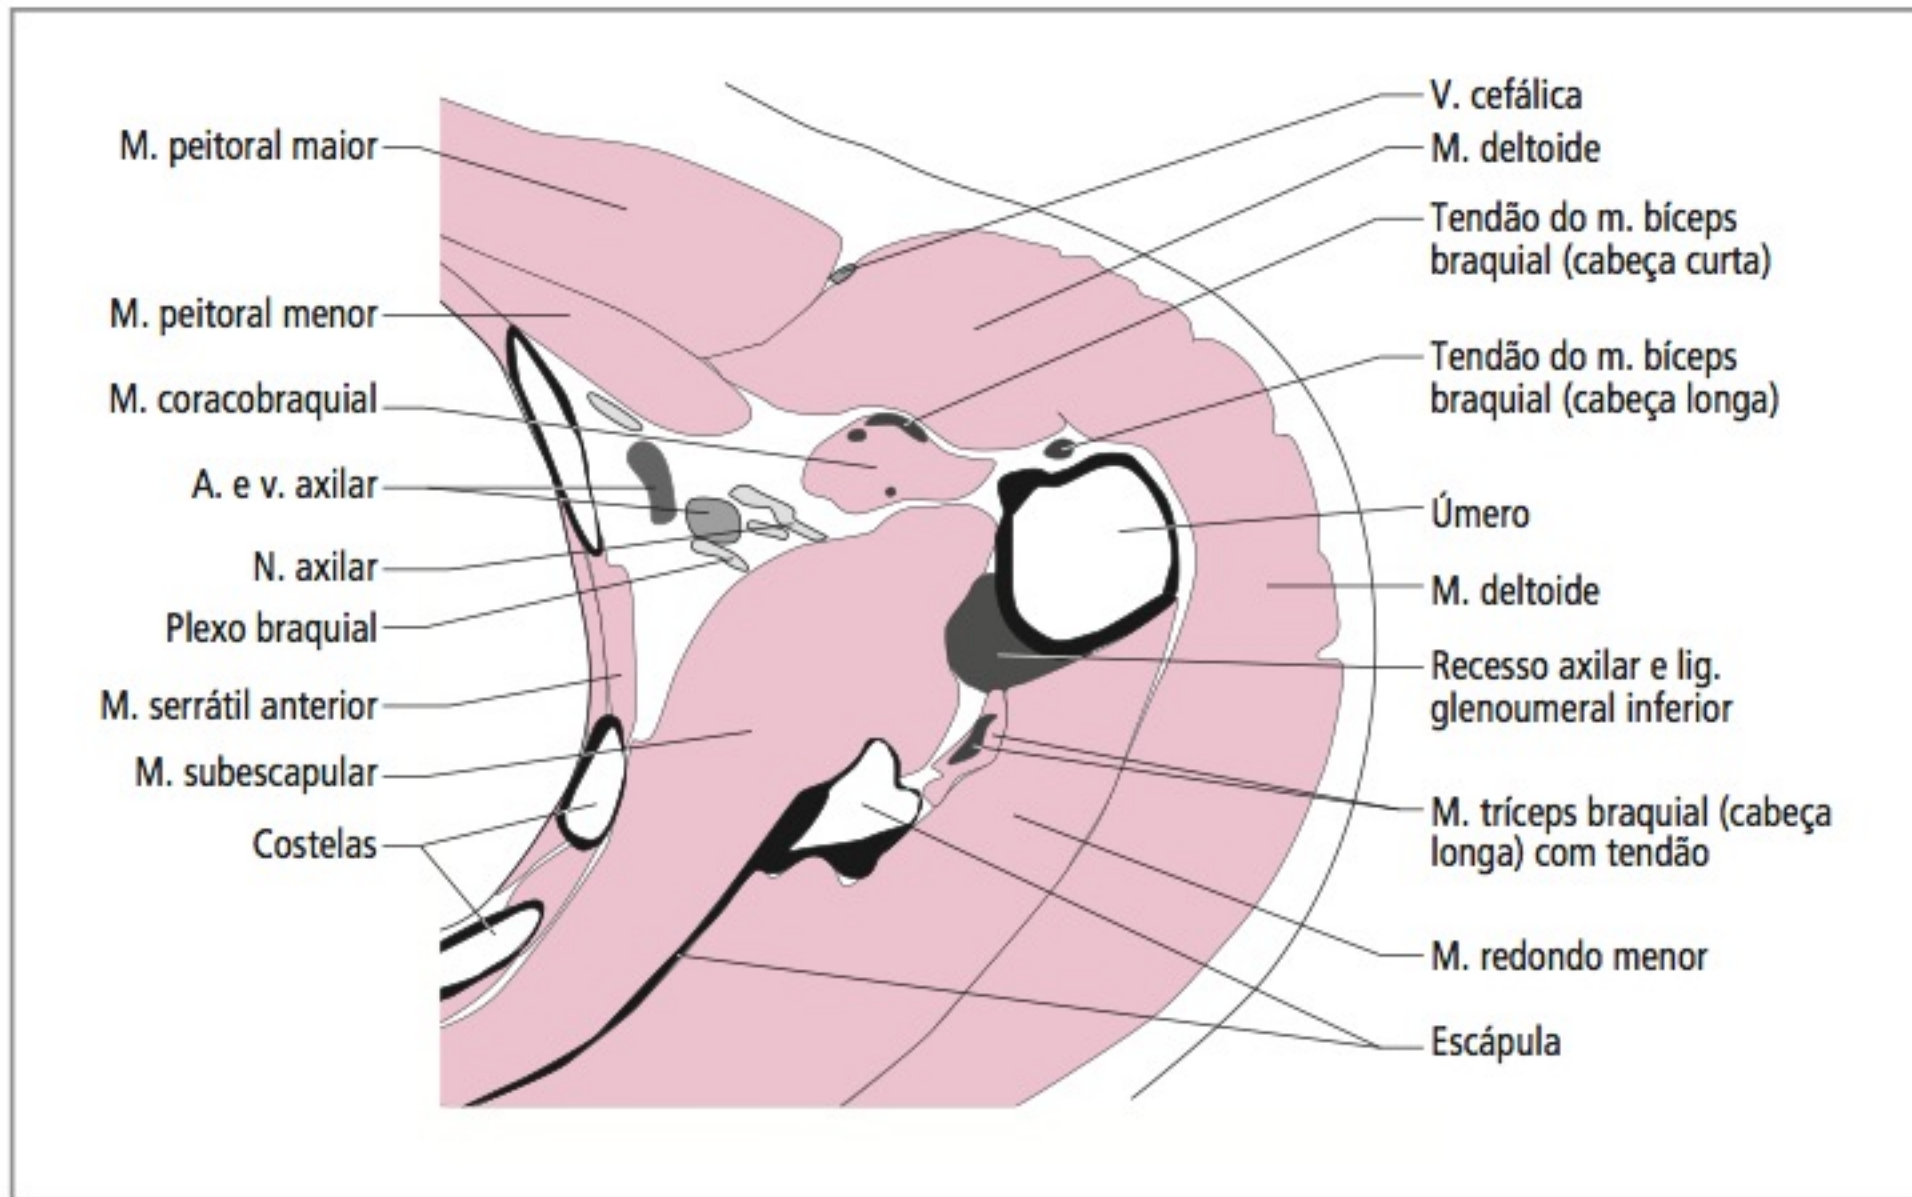 M. peitoral maior
M. peitoral menor
M. coracobraquial
A. e v. axilar
N. axilar
Plexo braquial
M. serrátil anterior
M. subescapular
Costelas
V. cefálica
M. deltoide
Tendão do m. bíceps
braquial (cabeça curta)
Tendão do m. bíceps
braquial (cabeça longa)
Úmero
M. deltoide
Recesso axilar e lig.
glenoumeral inferior
M. tríceps braquial (cabeça
longa) com tendão
M. redondo menor
Escápula